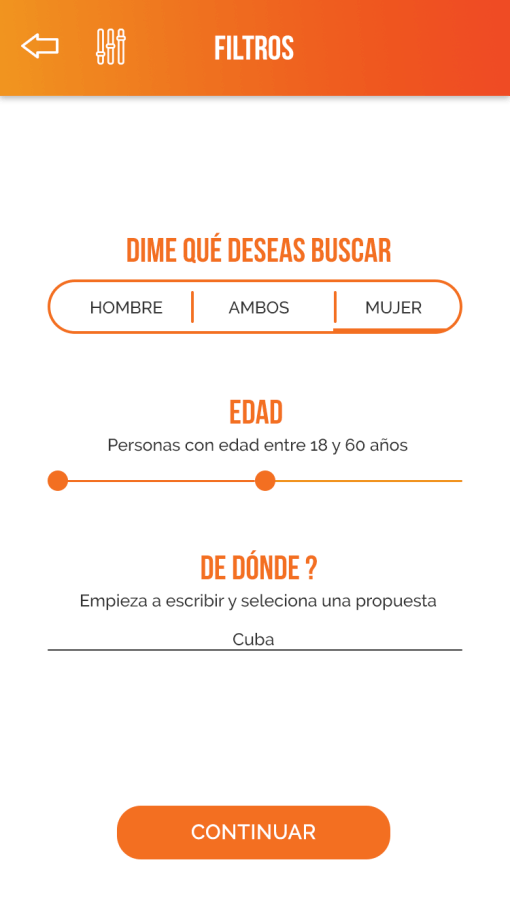 FILTROS
DIME QUÉ DESEAS BUSCAR
HOMBRE AMBOS MUJER
EDAD
Personas con edad entre 18 y 60 años
DE DÓNDE ?
Empieza a escribir y seleciona una propuesta
Cuba
CONTINUAR